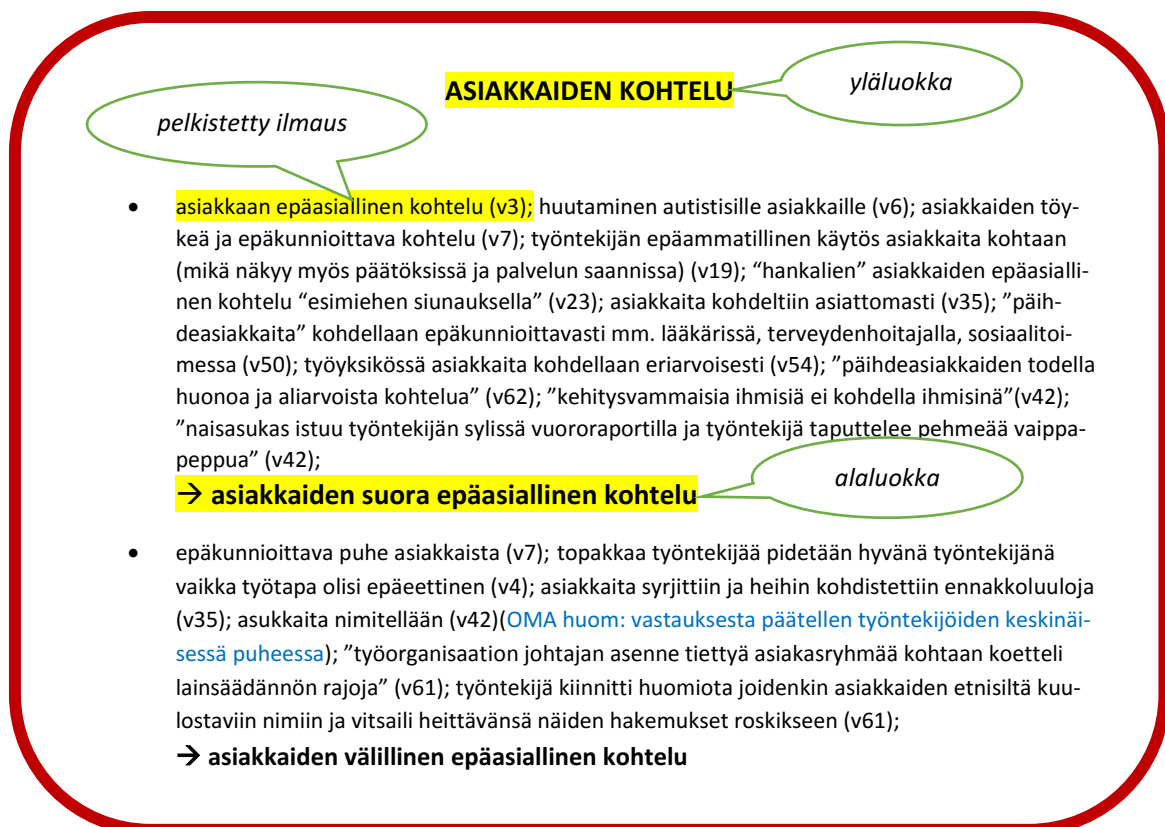 yläluokka
ASIAKKAIDEN KOHTELU
pelkistetty ilmaus
• asiakkaan epäasiallinen kohtelu (v3); huutaminen autistisille asiakkaille (v6); asiakkaiden töy-
keä ja epäkunnioittava kohtelu (v7); työntekijän epäammatillinen käytös asiakkaita kohtaan
(mikä näkyy myös päätöksissä ja palvelun saannissa) (v19); “hankalien” asiakkaiden epäasialli-
nen kohtelu “esimiehen siunauksella” (v23); asiakkaita kohdeltiin asiattomasti (v35); ”päih-
deasiakkaita” kohdellaan epäkunnioittavasti mm. lääkärissä, terveydenhoitajalla, sosiaalitoi-
messa (v50); työyksikössä asiakkaita kohdellaan eriarvoisesti (v54); ”päihdeasiakkaiden todella
huonoa ja aliarvoista kohtelua” (v62); ”kehitysvammaisia ihmisiä ei kohdella ihmisinä”(v42);
”naisasukas istuu työntekijän sylissä vuororaportilla ja työntekijä taputtelee pehmeää vaippa-
peppua” (v42);
alaluokka
→ asiakkaiden suora epäasiallinen kohtelu
• epäkunnioittava puhe asiakkaista (v7); topakkaa työntekijää pidetään hyvänä työntekijänä
vaikka työtapa olisi epäeettinen (v4); asiakkaita syrjittiin ja heihin kohdistettiin ennakkoluuloja
(v35); asukkaita nimitellään (v42)(OMA huom: vastauksesta päätellen työntekijöiden keskinäi-
sessä puheessa); ”työorganisaation johtajan asenne tiettyä asiakasryhmää kohtaan koetteli
lainsäädännön rajoja” (v61); työntekijä kiinnitti huomiota joidenkin asiakkaiden etnisiltä kuu-
lostaviin nimiin ja vitsaili heittävänsä näiden hakemukset roskikseen (v61);
→ asiakkaiden välillinen epäasiallinen kohtelu